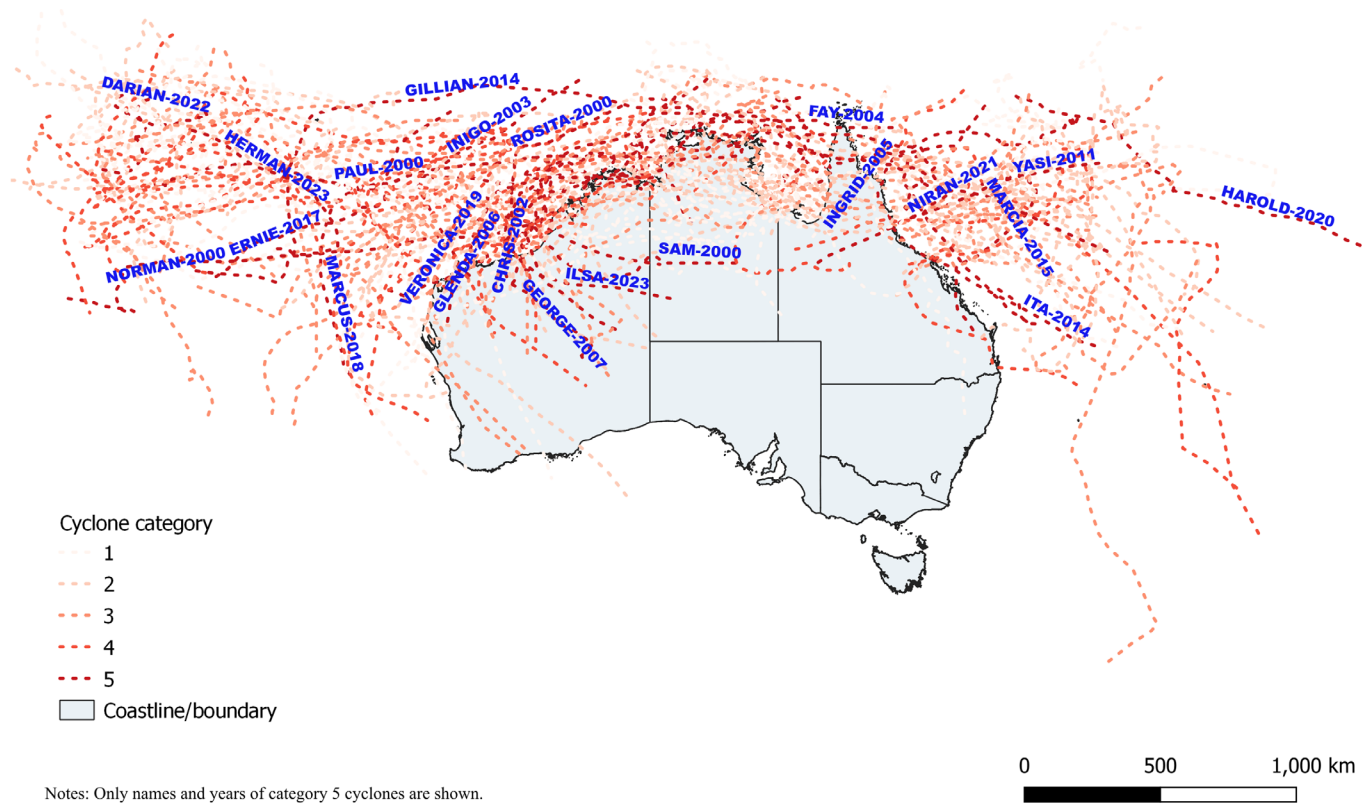 DARIAN-2022
GILLIAN-2014
INIGO-2003
ROSITA-2000
FAY-2004
HERMAN-2023
PAUL-2000
INGRID-2005
NIRAN-2021
YASI-2011
MARCIA-2015
HAROLD-2020
NORMAN-2000
ERNIE-2017
VERONICA-2019
GLENDA-2006
CHRIS-2002
SAM-2000
ILSA-2023
MARCUS-2018
GEORGE-2007
ITA-2014
Cyclone category
1
2
3
4
5
Coastline/boundary
0 500 1,000 km
Notes: Only names and years of category 5 cyclones are shown.